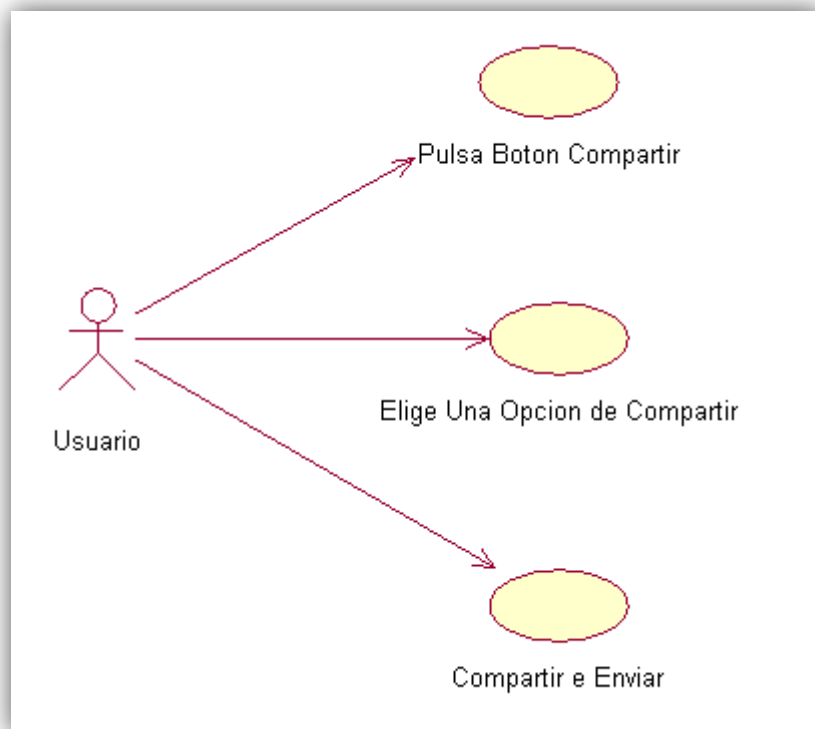 Pulsa Boton Compartir
Elige Una Opcion de Compartir
Usuario
Compartir e Enviar